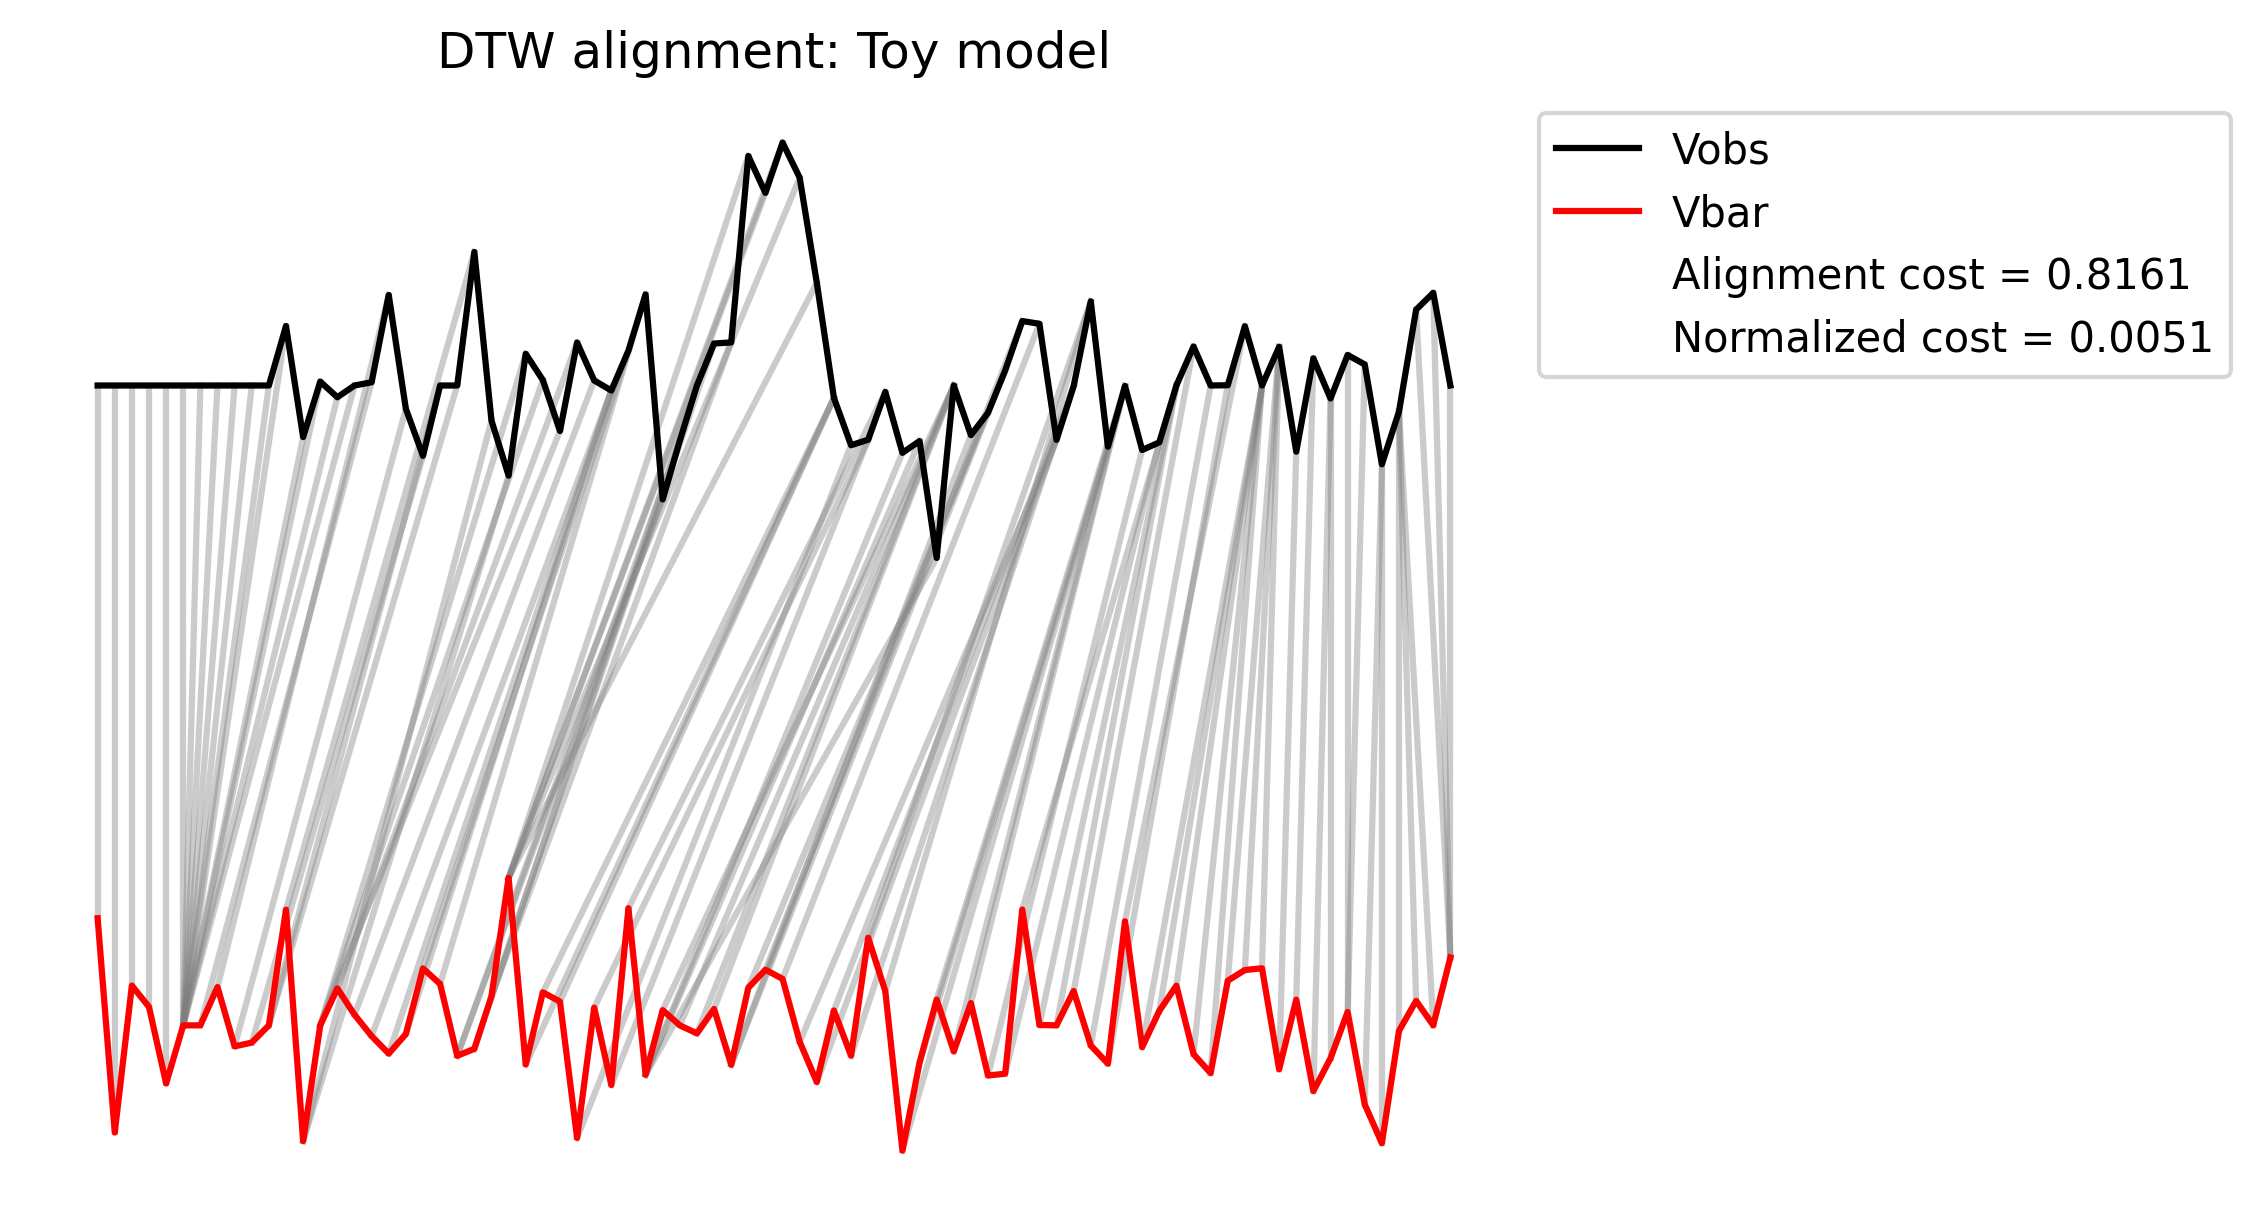 DTW alignment: Toy model
Vobs
Vbar
Alignment cost = 0.8161
Normalized cost = 0.0051